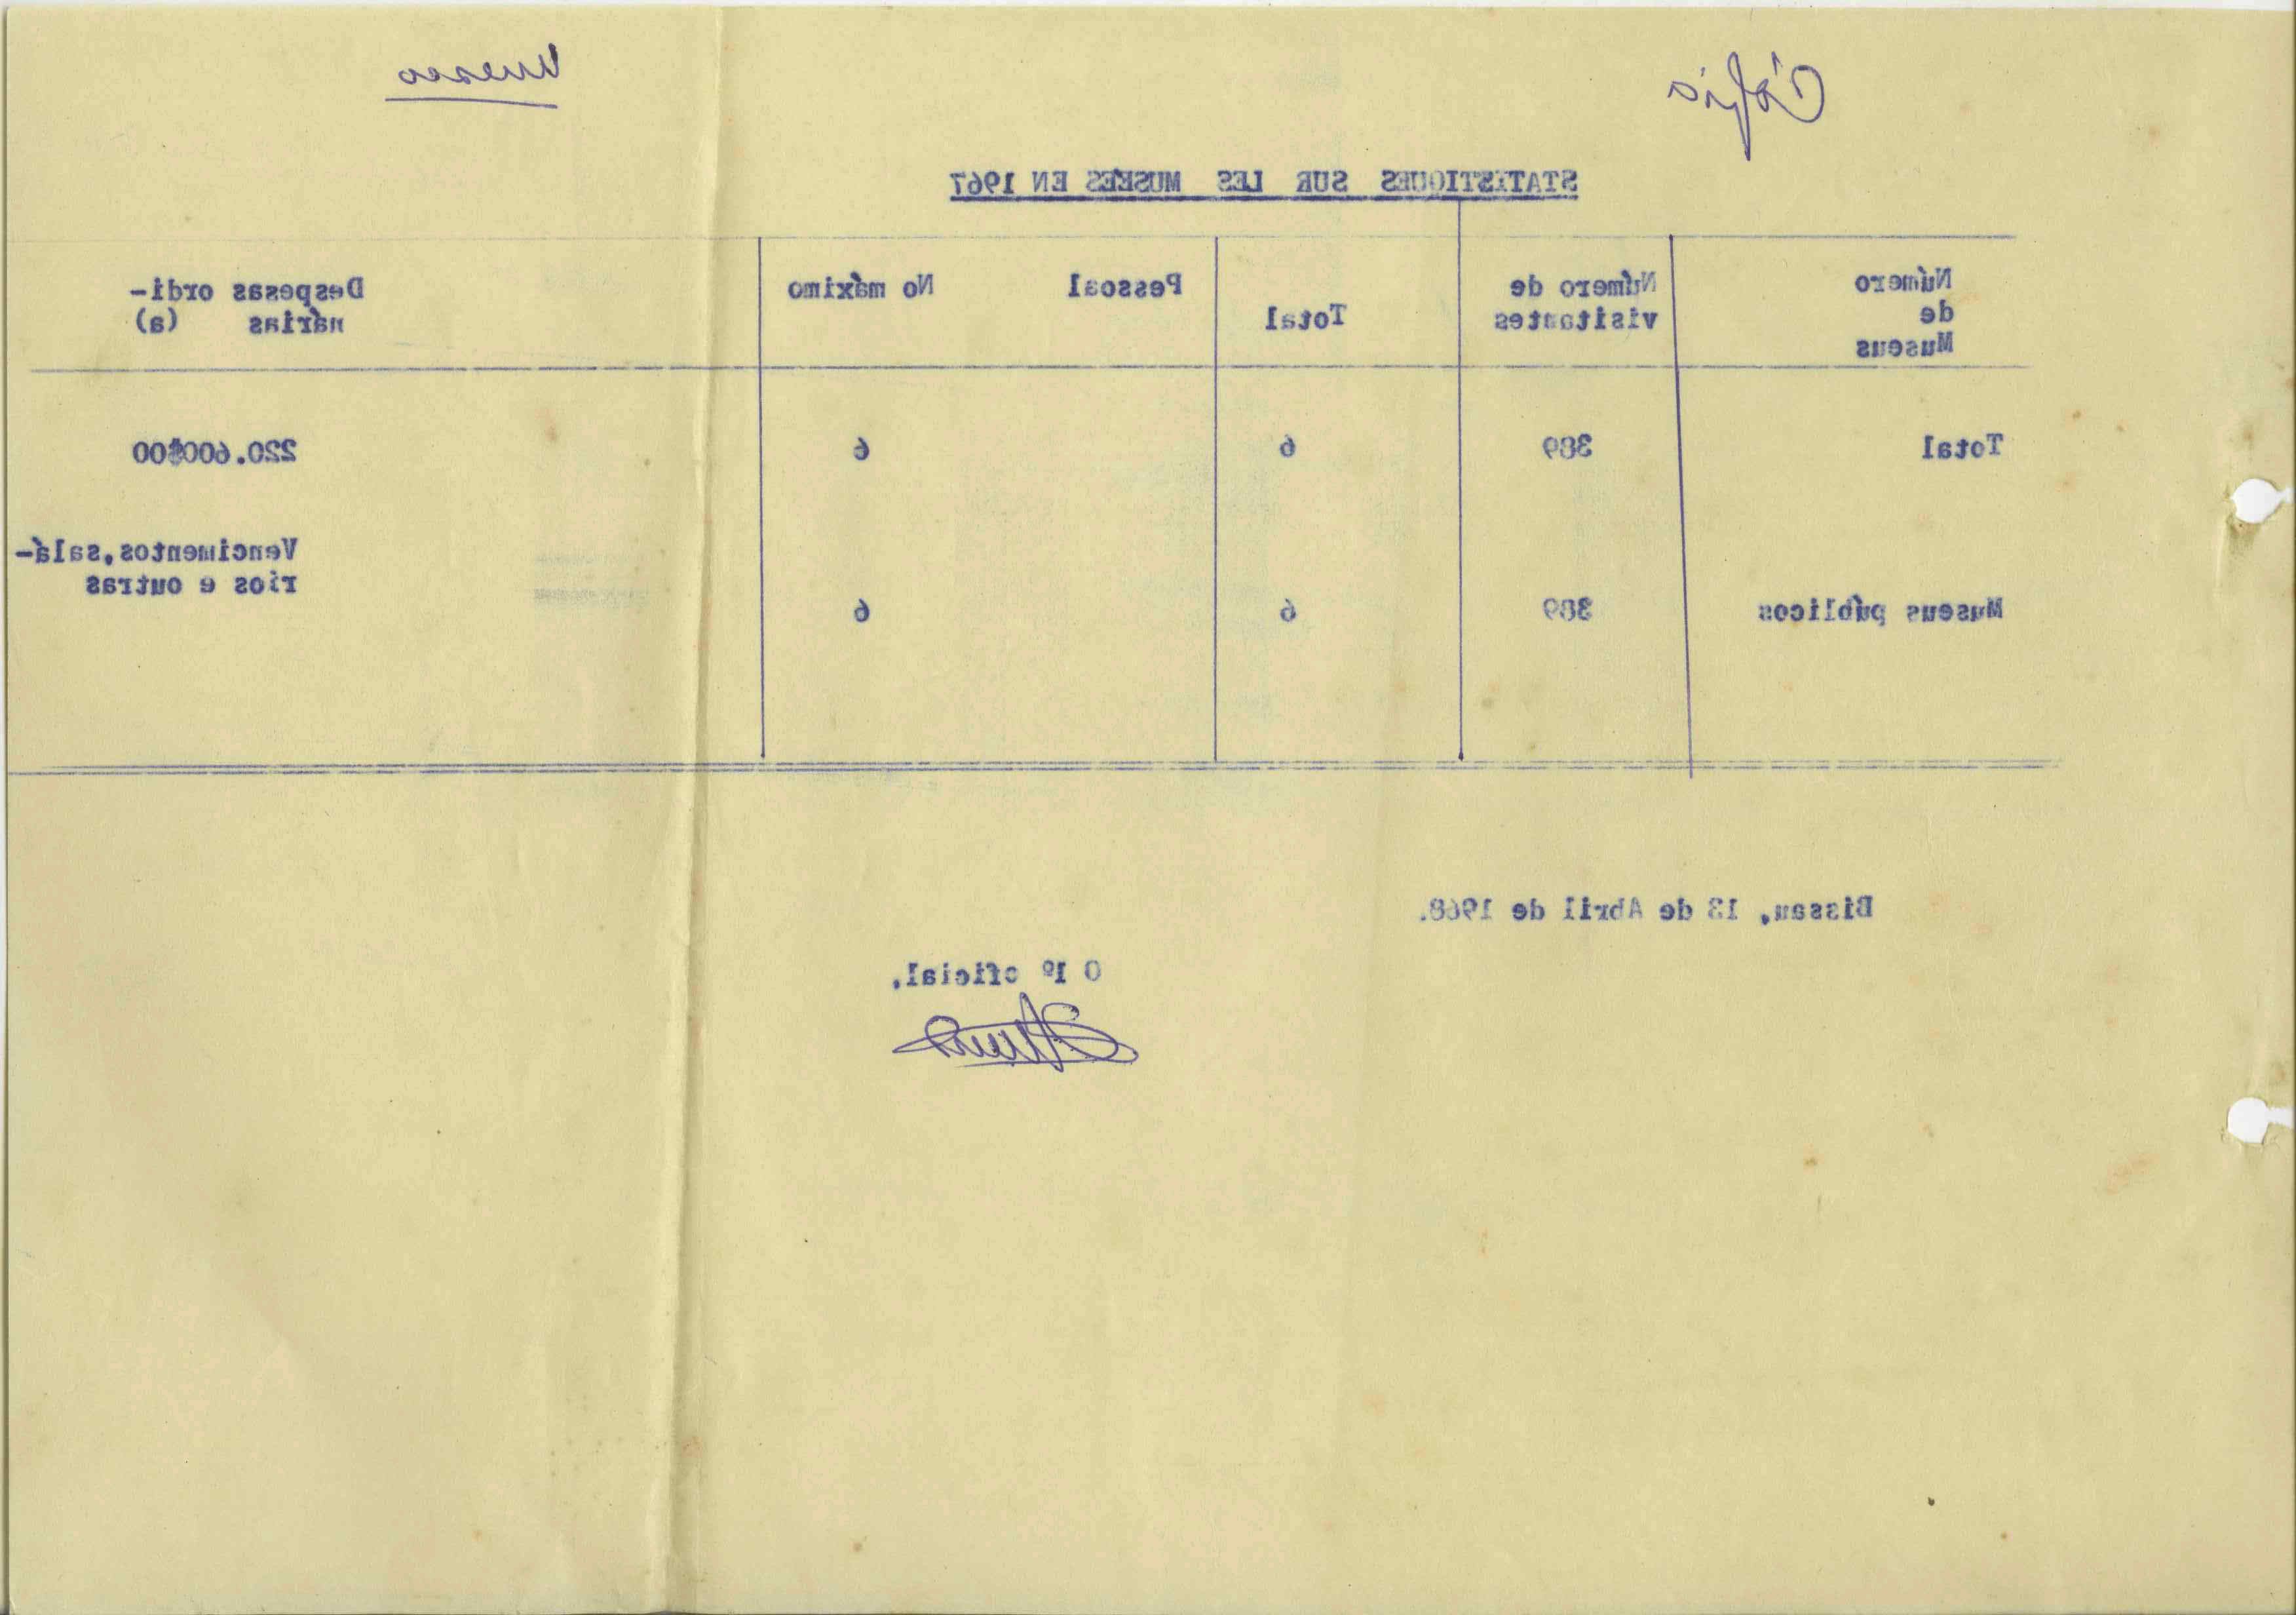 Cópia
Unesco
STATISTIQUES SUR LES MUSÉES EN 1967
Número de Museus
Número de visitantes
Total
Pessoal
No máximo
Despesas ordi-
nárias (a)
Total 389 6 6 220.600$00
Vencimentos,salá-
rios e outras
Museus públicos 389 6 6
Bissau, 13 de Abril de 1968.
O 1º oficial,